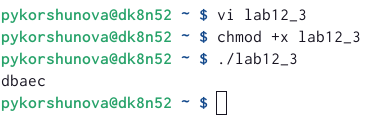 pykorshunova@dk8n52 ~ $ vi lab12_3
pykorshunova@dk8n52 ~ $ chmod +x lab12_3
pykorshunova@dk8n52 ~ $ ./lab12_3
dbaec
pykorshunova@dk8n52 ~ $